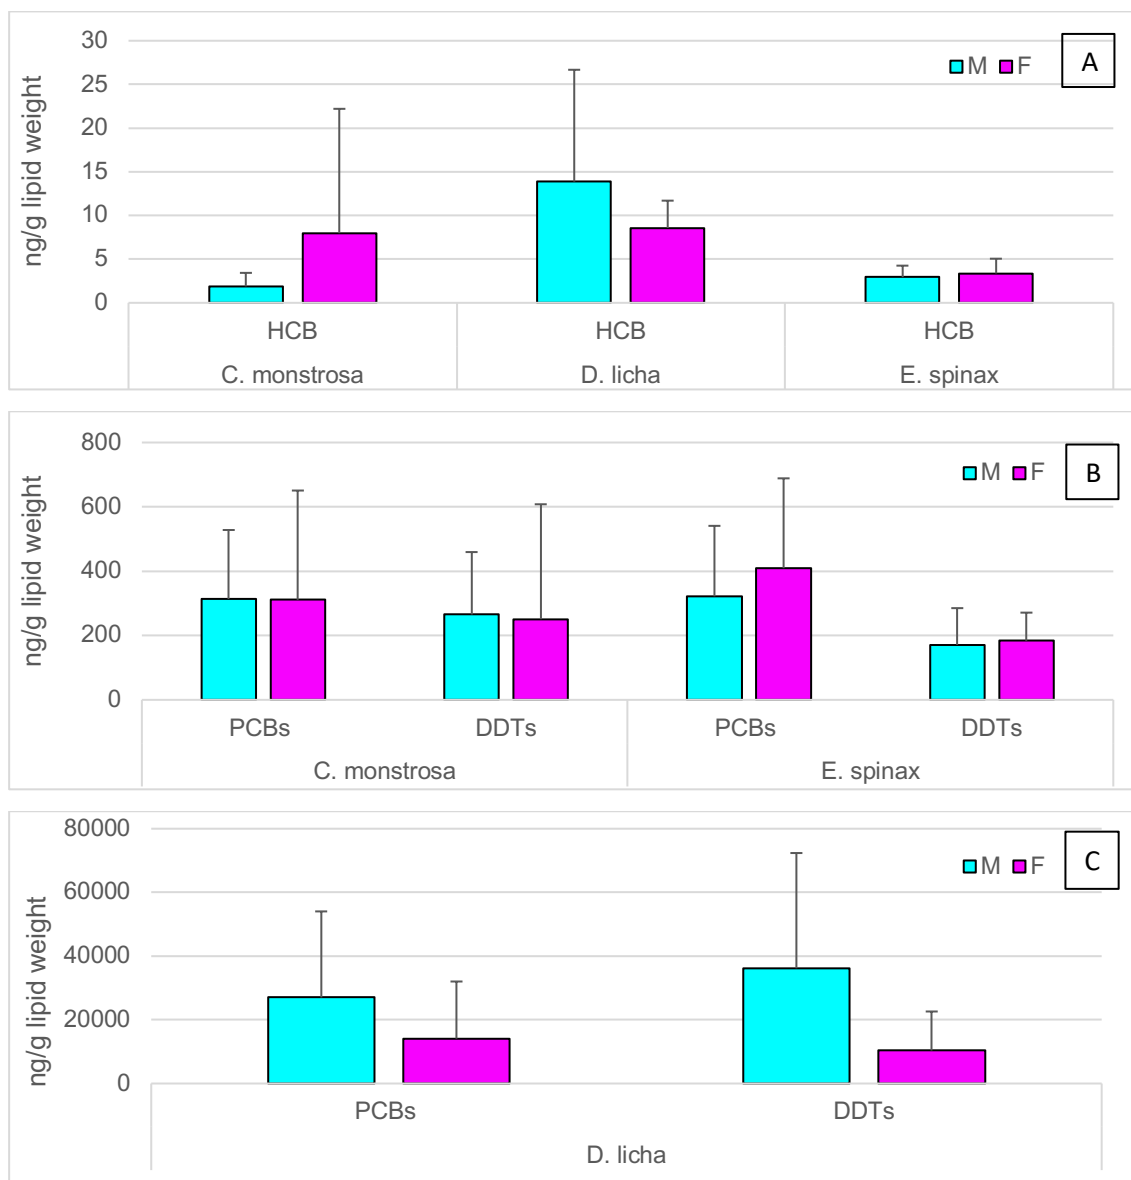 30
25
20
15
10
5
0
ng/g lipid weight
M F
A
HCB HCB HCB
C. monstrosa D. licha E. spinax
800
600
400
200
0
ng/g lipid weight
M F
B
PCBs DDTs PCBs DDTs
C. monstrosa E. spinax
80000
60000
40000
20000
0
ng/g lipid weight
M F
C
PCBs DDTs
D. licha